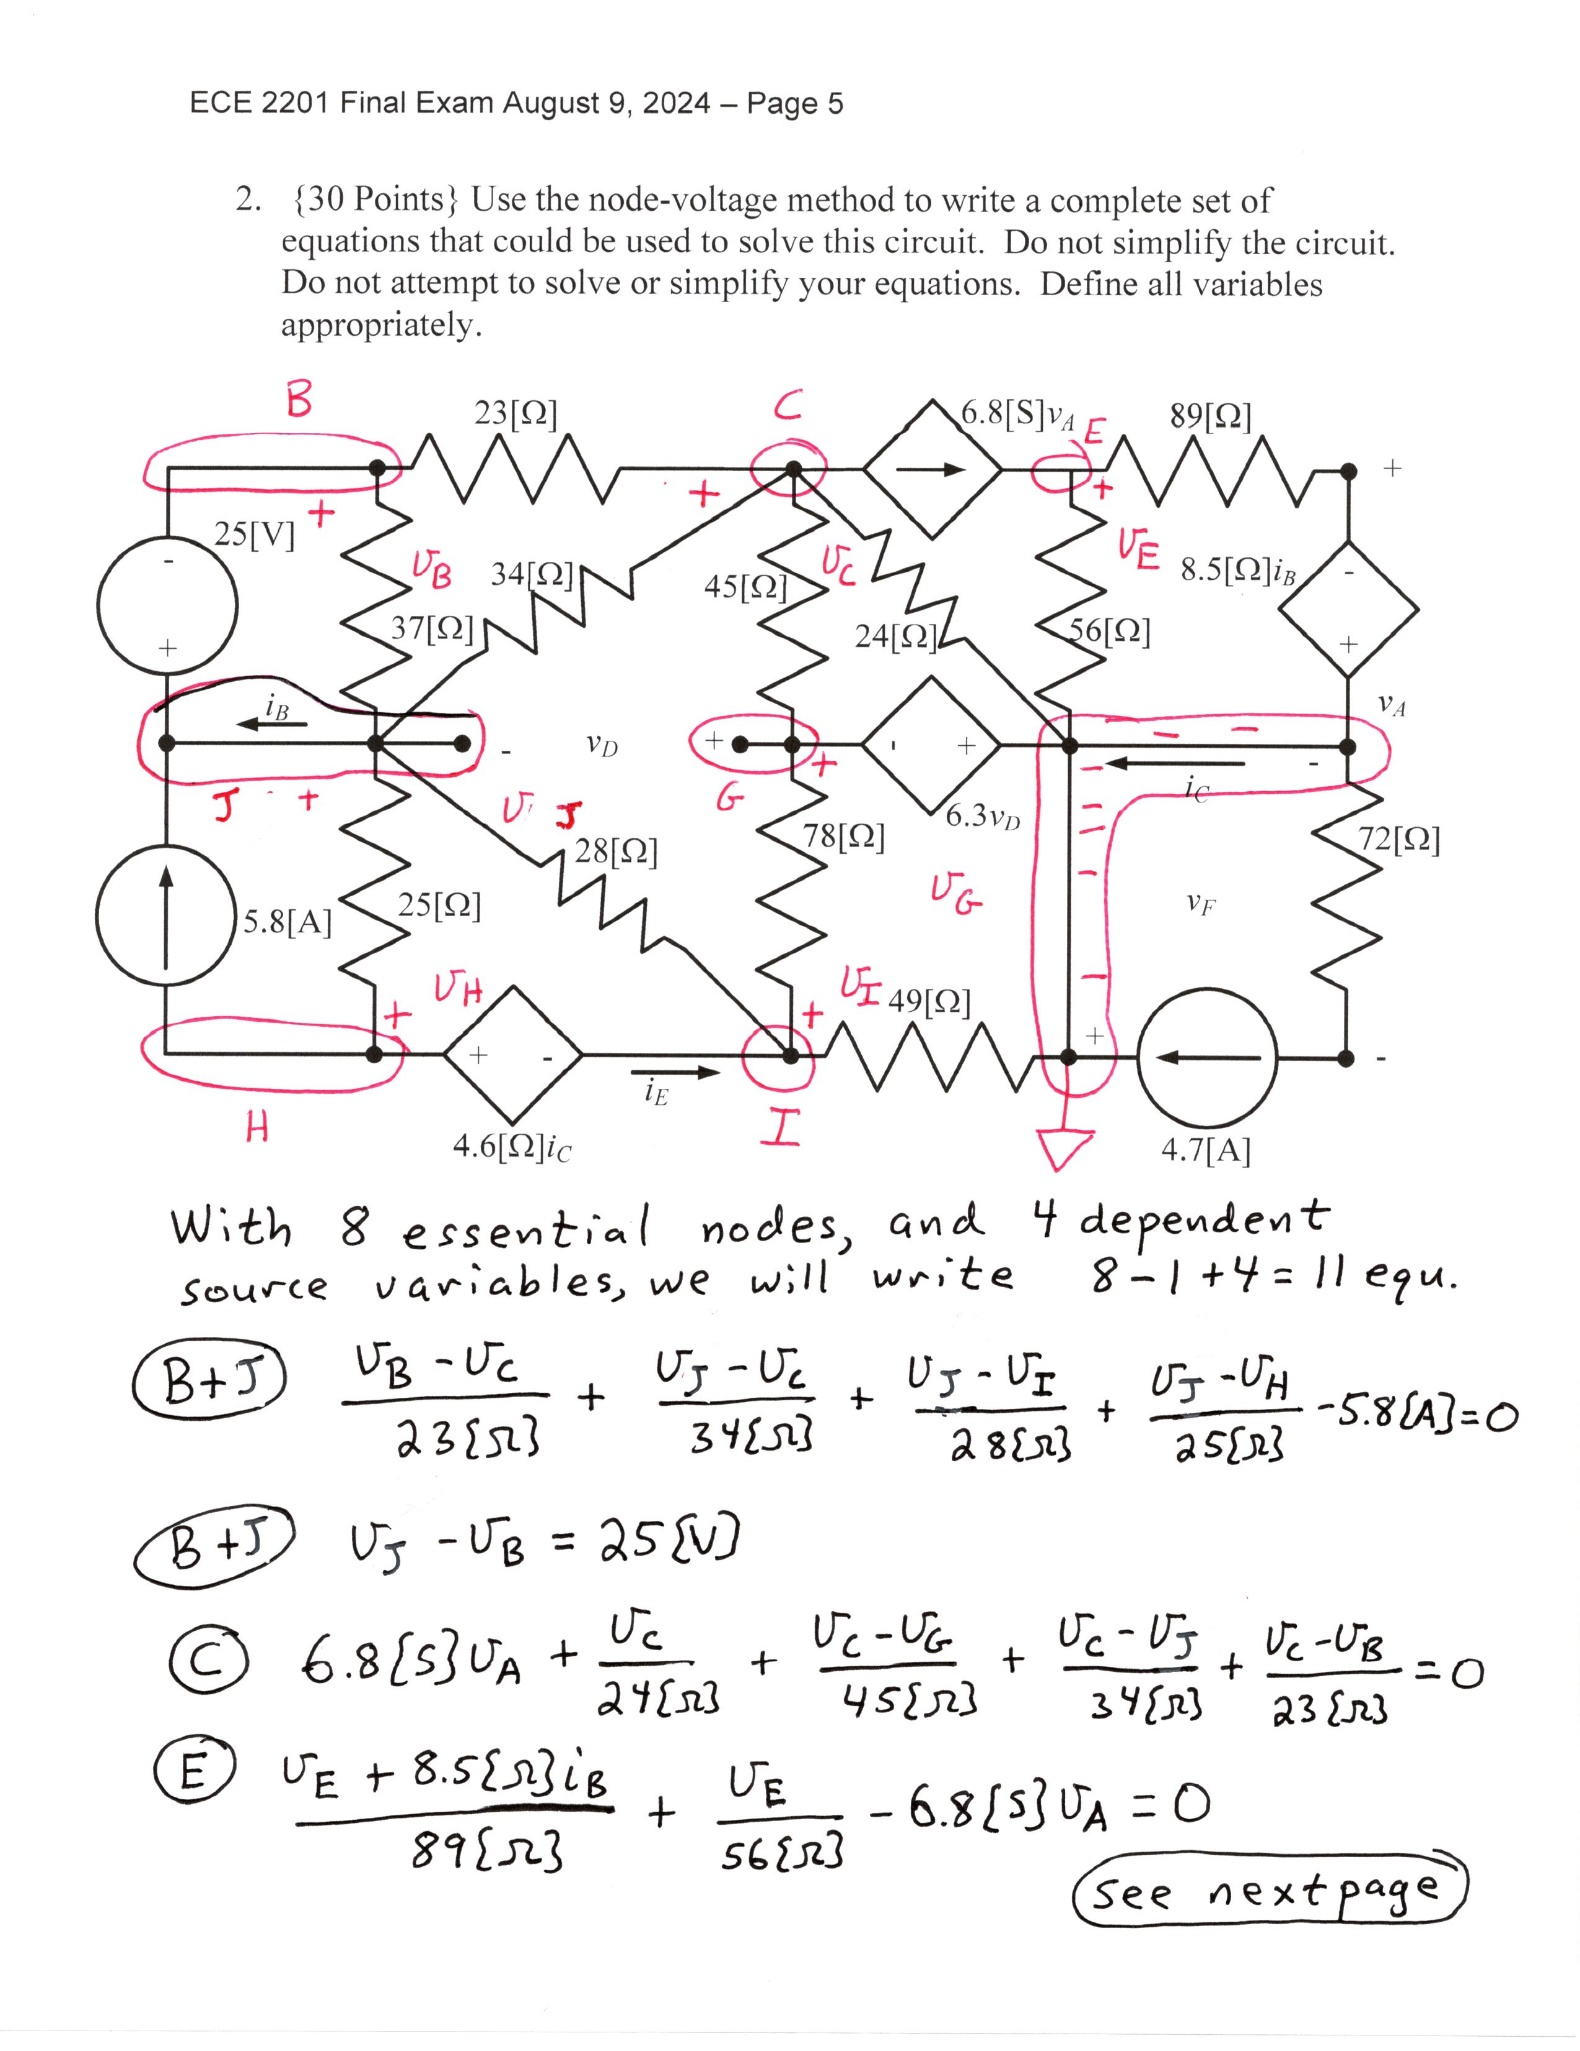 ECE 2201 Final Exam August 9, 2024 – Page 5
2. {30 Points} Use the node-voltage method to write a complete set of
equations that could be used to solve this circuit. Do not simplify the circuit.
Do not attempt to solve or simplify your equations. Define all variables
appropriately.
B
23[Ω]
C
6.8[S]vA
E
89[Ω]
+
+
+
+
25[V]
-
+
vB
34[Ω]
37[Ω]
45[Ω]
vC
24[Ω]
vE
56[Ω]
8.5[Ω]iB
-
+
iB
-
vD
+
+
-
+
vA
-
iC
J
+
vJ
G
6.3vD
28[Ω]
78[Ω]
72[Ω]
5.8[A]
25[Ω]
vG
vF
vH
+
vI
+
49[Ω]
+
-
+
-
iE
H
4.6[Ω]iC
I
4.7[A]
With 8 essential nodes, and 4 dependent
source variables, we will write 8-1+4=11 equ.
B+J (vB - vC)/23[Ω] + (vJ - vC)/34[Ω] + (vJ - vI)/28[Ω] + (vJ - vH)/25[Ω] - 5.8[A] = 0
B+J vJ - vB = 25[V]
C 6.8[S]vA + vC/24[Ω] + (vC - vG)/45[Ω] + (vC - vJ)/34[Ω] + (vC - vB)/23[Ω] = 0
E (vE + 8.5[Ω]iB)/89[Ω] + vE/56[Ω] - 6.8[S]vA = 0
see next page